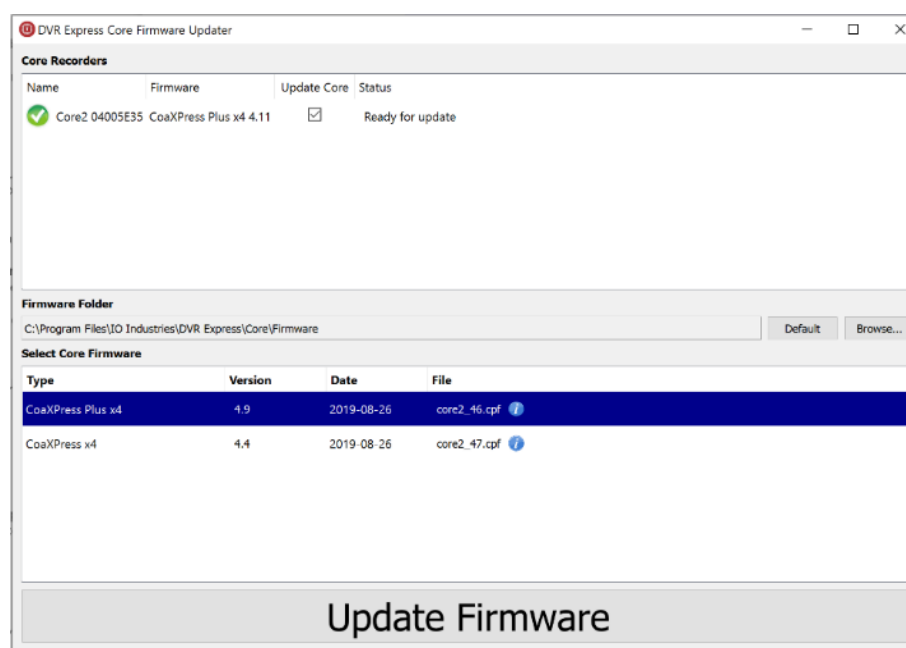 DVR Express Core Firmware Updater
Core Recorders
Name Firmware Update Core Status
Core2 04005E35 CoaXPress Plus x4 4.11 Ready for update
Firmware Folder
C:\Program Files\IO Industries\DVR Express\Core\Firmware Default Browse...
Select Core Firmware
Type Version Date File
CoaXPress Plus x4 4.9 2019-08-26 core2_46.cpf
CoaXPress x4 4.4 2019-08-26 core2_47.cpf
Update Firmware